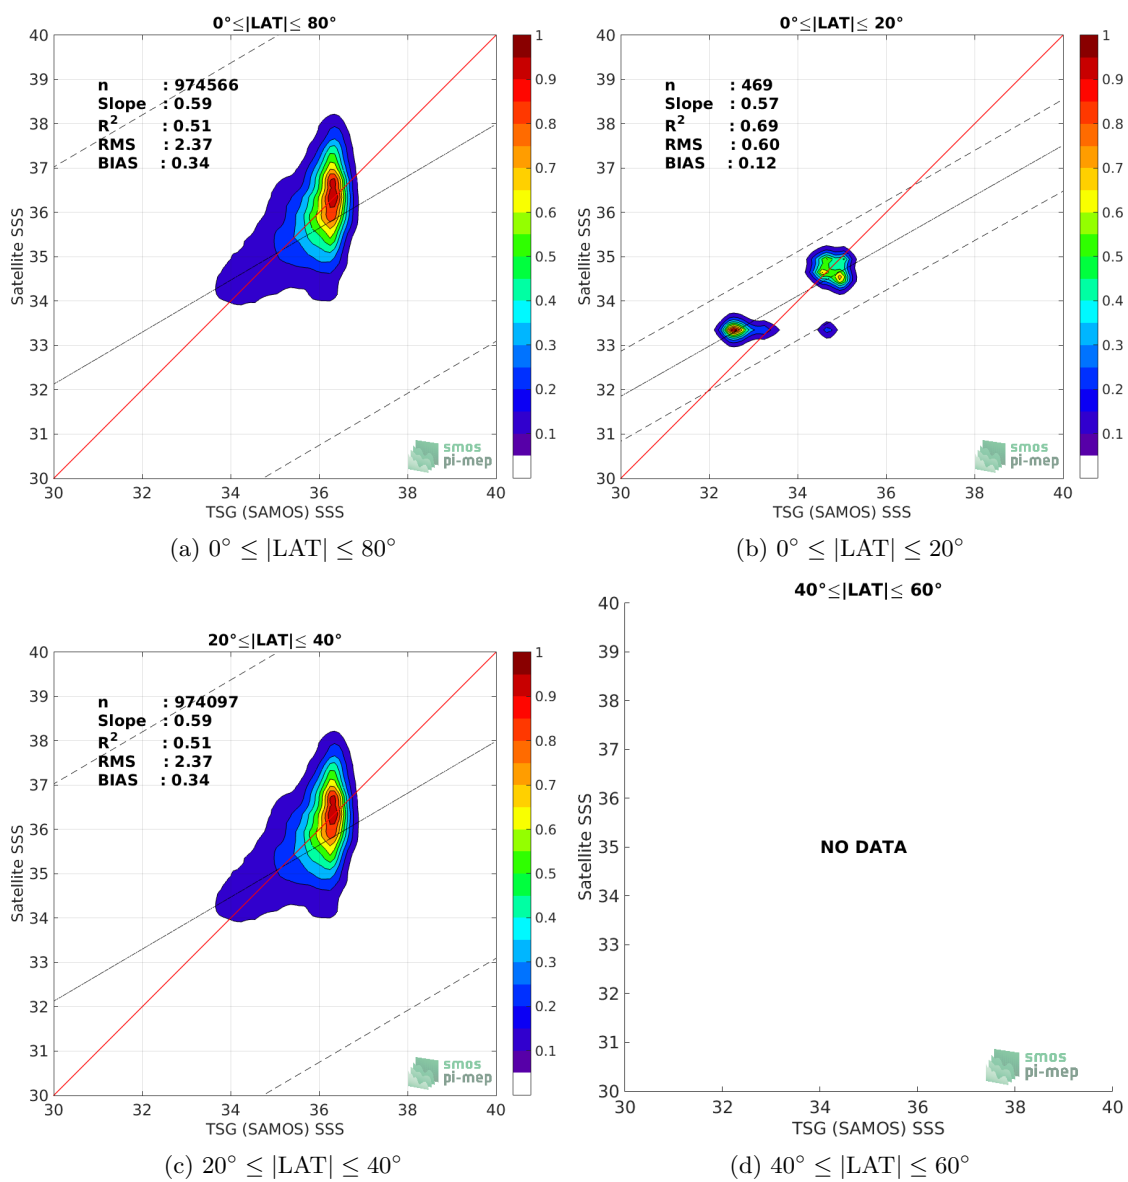 0°≤|LAT|≤ 80°
40
39
38
37
36
35
34
33
32
31
30
Satellite SSS
n : 974566
Slope : 0.59
R² : 0.51
RMS : 2.37
BIAS : 0.34
smos
pi-mep
30 32 34 36 38 40
TSG (SAMOS) SSS
1
0.9
0.8
0.7
0.6
0.5
0.4
0.3
0.2
0.1
(a) 0° ≤ |LAT| ≤ 80°
0°≤|LAT|≤ 20°
40
39
38
37
36
35
34
33
32
31
30
Satellite SSS
n : 469
Slope : 0.57
R² : 0.69
RMS : 0.60
BIAS : 0.12
smos
pi-mep
30 32 34 36 38 40
TSG (SAMOS) SSS
1
0.9
0.8
0.7
0.6
0.5
0.4
0.3
0.2
0.1
(b) 0° ≤ |LAT| ≤ 20°
20°≤|LAT|≤ 40°
40
39
38
37
36
35
34
33
32
31
30
Satellite SSS
n : 974097
Slope : 0.59
R² : 0.51
RMS : 2.37
BIAS : 0.34
smos
pi-mep
30 32 34 36 38 40
TSG (SAMOS) SSS
1
0.9
0.8
0.7
0.6
0.5
0.4
0.3
0.2
0.1
(c) 20° ≤ |LAT| ≤ 40°
40°≤|LAT|≤ 60°
40
39
38
37
36
35
34
33
32
31
30
Satellite SSS
NO DATA
smos
pi-mep
30 32 34 36 38 40
TSG (SAMOS) SSS
(d) 40° ≤ |LAT| ≤ 60°